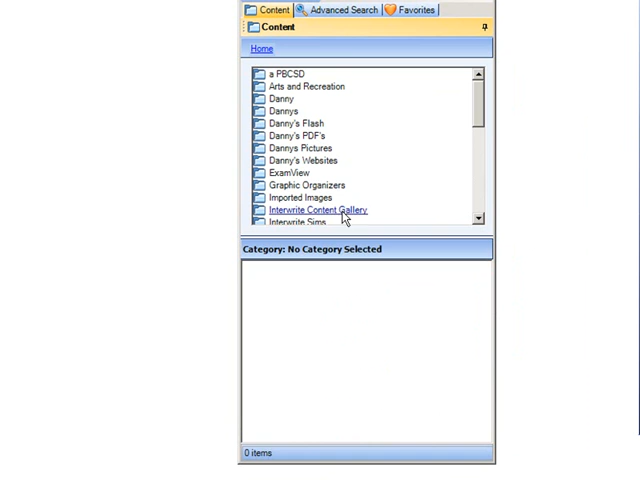 Content Advanced Search Favorites
Content
Home
a PBCSD
Arts and Recreation
Danny
Dannys
Danny's Flash
Danny's PDF's
Dannys Pictures
Danny's Websites
ExamView
Graphic Organizers
Imported Images
Interwrite Content Gallery
Interwrite Sims
Category: No Category Selected
0 items